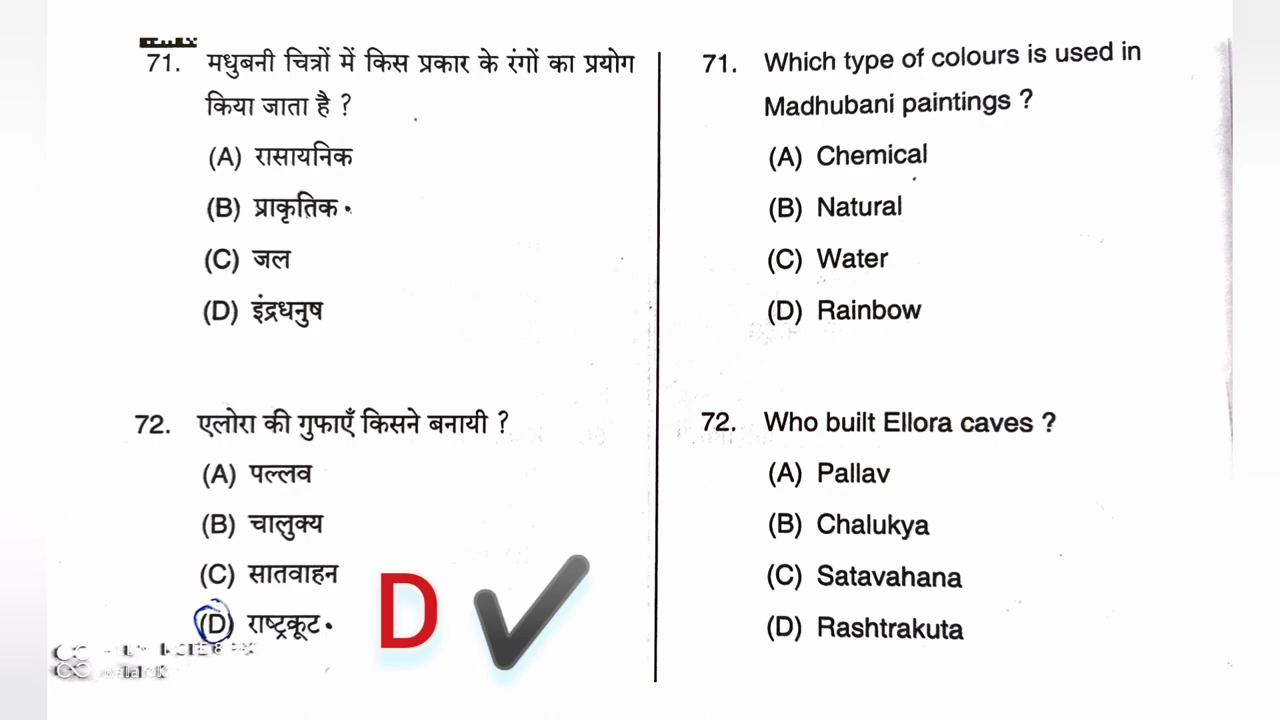 71. मधुबनी चित्रों में किस प्रकार के रंगों का प्रयोग
किया जाता है ?
(A) रासायनिक
(B) प्राकृतिक
(C) जल
(D) इंद्रधनुष
72. एलोरा की गुफाएँ किसने बनायी ?
(A) पल्लव
(B) चालुक्य
(C) सातवाहन
(D) राष्ट्रकूट
D
71. Which type of colours is used in
Madhubani paintings ?
(A) Chemical
(B) Natural
(C) Water
(D) Rainbow
72. Who built Ellora caves ?
(A) Pallav
(B) Chalukya
(C) Satavahana
(D) Rashtrakuta